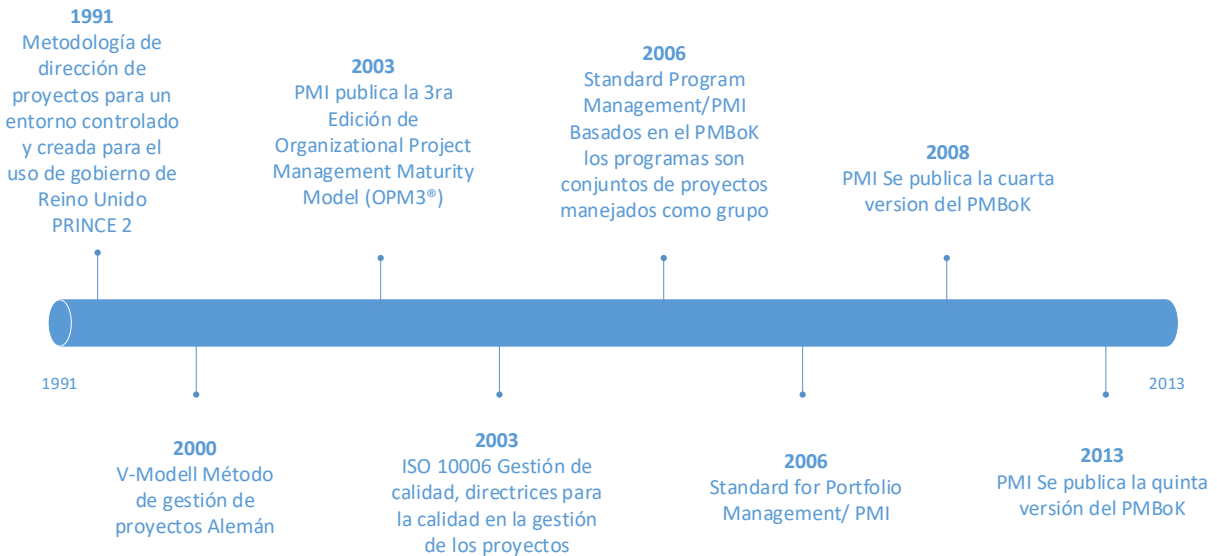 1991
Metodología de
dirección de
proyectos para un
entorno controlado
y creada para el
uso de gobierno de
Reino Unido
PRINCE 2
2003
PMI publica la 3ra
Edición de
Organizational Project
Management Maturity
Model (OPM3®)
2006
Standard Program
Management/PMI
Basados en el PMBoK
los programas son
conjuntos de proyectos
manejados como grupo
2008
PMI Se publica la cuarta
version del PMBoK
1991
2013
2000
V-Modell Método
de gestión de
proyectos Alemán
2003
ISO 10006 Gestión de
calidad, directrices para
la calidad en la gestión
de los proyectos
2006
Standard for Portfolio
Management/ PMI
2013
PMI Se publica la quinta
versión del PMBoK